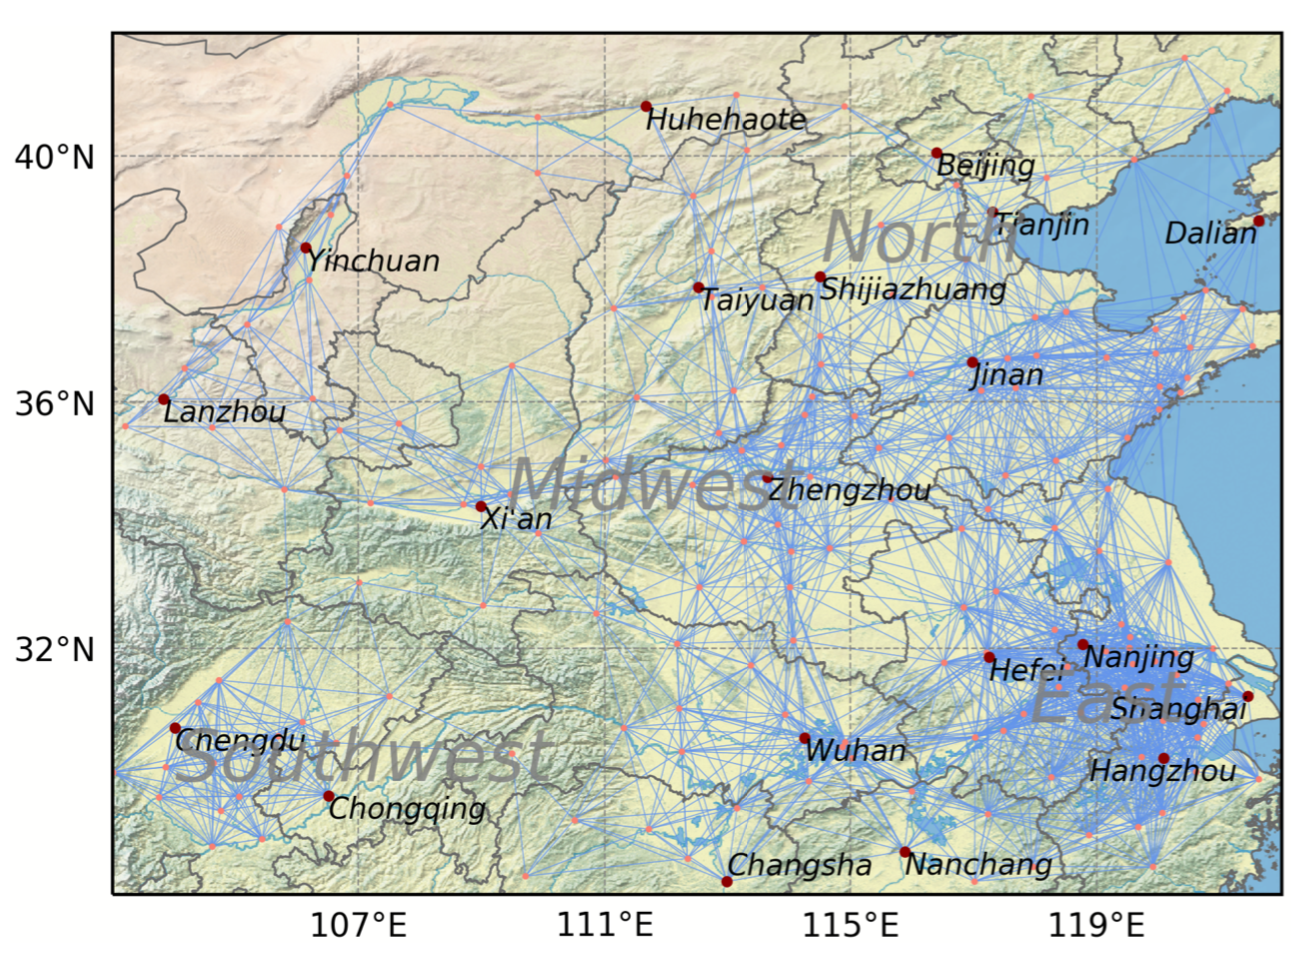 Huhehaote
40°N
Beijing
Tianjin
Dalian
North
Yinchuan
Taiyuan
Shijiazhuang
Jinan
36°N
Lanzhou
Midwest
Zhengzhou
Xi'an
32°N
Nanjing
Hefei
East
Shanghai
Chengdu
Southwest
Wuhan
Hangzhou
Chongqing
Changsha
Nanchang
107°E 111°E 115°E 119°E